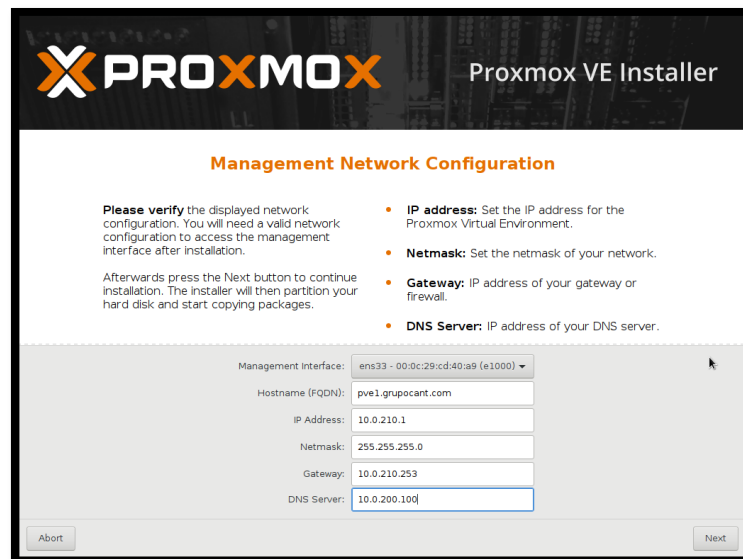 PROXMOX
Proxmox VE Installer
Management Network Configuration
Please verify the displayed network
configuration. You will need a valid network
configuration to access the management
interface after installation.
Afterwards press the Next button to continue
installation. The installer will then partition your
hard disk and start copying packages.
• IP address: Set the IP address for the
Proxmox Virtual Environment.
• Netmask: Set the netmask of your network.
• Gateway: IP address of your gateway or
firewall.
• DNS Server: IP address of your DNS server.
Management Interface: ens33 - 00:0c:29:cd:40:a9 (e1000)
Hostname (FQDN): pve1.grupocant.com
IP Address: 10.0.210.1
Netmask: 255.255.255.0
Gateway: 10.0.210.253
DNS Server: 10.0.200.100
Abort
Next